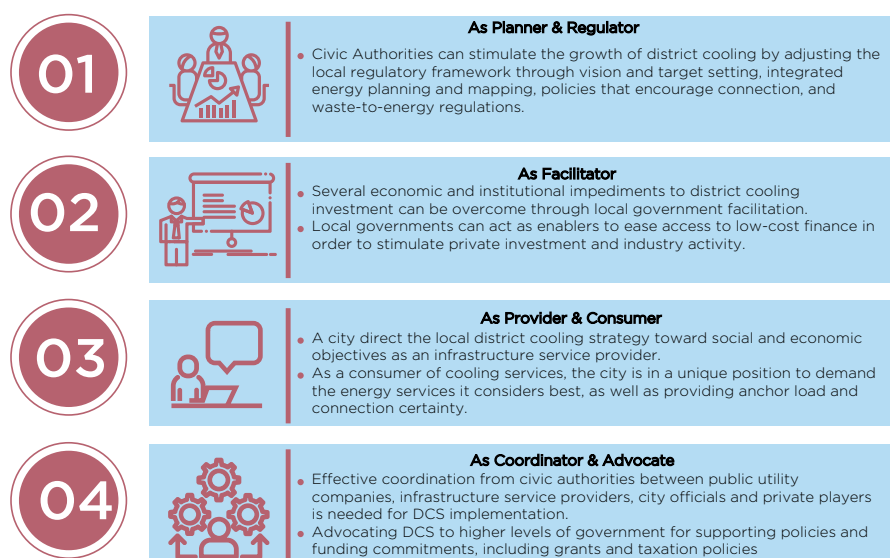 01
As Planner & Regulator
• Civic Authorities can stimulate the growth of district cooling by adjusting the
local regulatory framework through vision and target setting, integrated
energy planning and mapping, policies that encourage connection, and
waste-to-energy regulations.
02
As Facilitator
• Several economic and institutional impediments to district cooling
investment can be overcome through local government facilitation.
• Local governments can act as enablers to ease access to low-cost finance in
order to stimulate private investment and industry activity.
03
As Provider & Consumer
• A city direct the local district cooling strategy toward social and economic
objectives as an infrastructure service provider.
• As a consumer of cooling services, the city is in a unique position to demand
the energy services it considers best, as well as providing anchor load and
connection certainty.
04
As Coordinator & Advocate
• Effective coordination from civic authorities between public utility
companies, infrastructure service providers, city officials and private players
is needed for DCS implementation.
• Advocating DCS to higher levels of government for supporting policies and
funding commitments, including grants and taxation policies